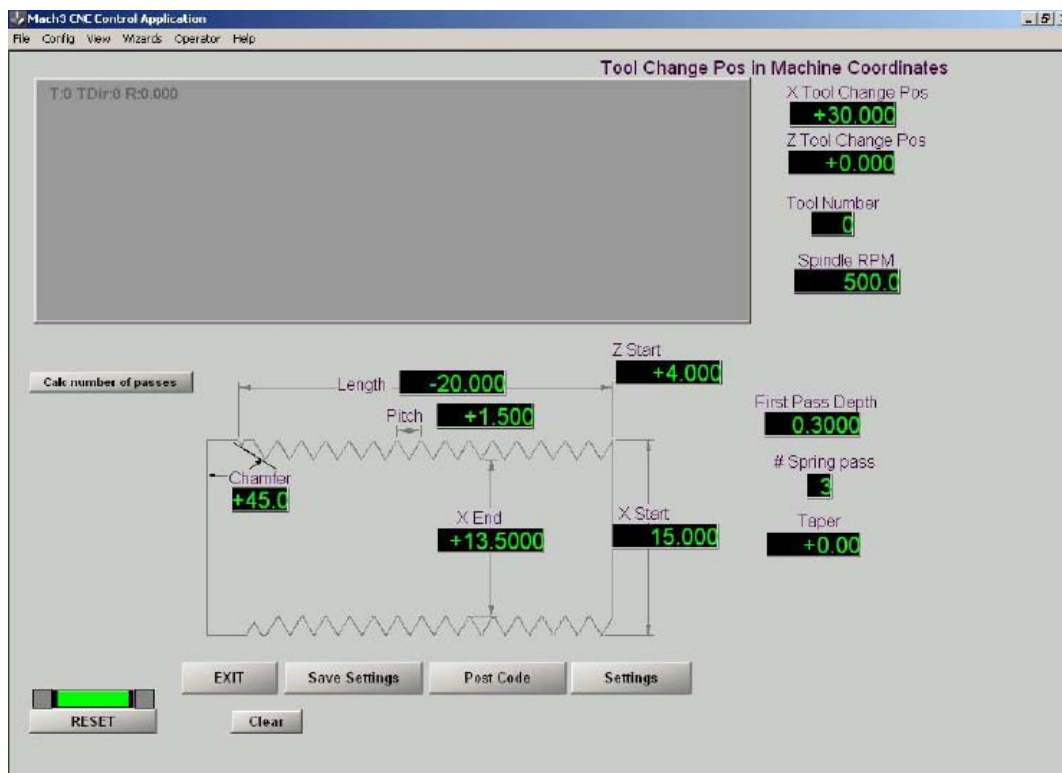 Mach3 CNC Control Application
File Config View Wizards Operator Help
Tool Change Pos in Machine Coordinates
T:0 TDir:0 R:0.000
X Tool Change Pos
+30.000
Z Tool Change Pos
+0.000
Tool Number
0
Spindle RPM
500.0
Z Start
+4.000
Calc number of passes
Length -20.000
Pitch +1.500
First Pass Depth
0.3000
# Spring pass
3
Chamfer
+45.0
X End
+13.5000
X Start
15.000
Taper
+0.00
EXIT Save Settings Post Code Settings
RESET Clear